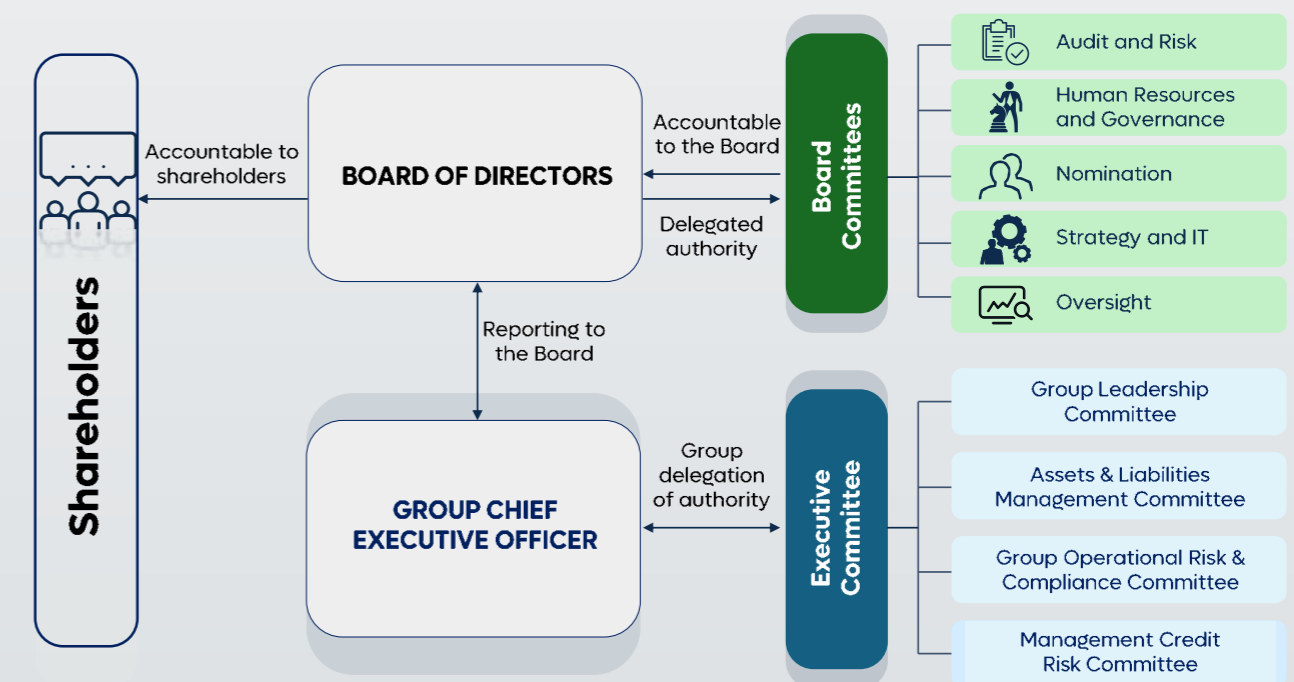 Shareholders
. . .
Accountable to
shareholders
BOARD OF DIRECTORS
Accountable
to the Board
Delegated
authority
Board
Committees
Audit and Risk
Human Resources
and Governance
Nomination
Strategy and IT
Oversight
Reporting to
the Board
GROUP CHIEF
EXECUTIVE OFFICER
Group
delegation
of authority
Executive
Committee
Group Leadership
Committee
Assets & Liabilities
Management Committee
Group Operational Risk &
Compliance Committee
Management Credit
Risk Committee